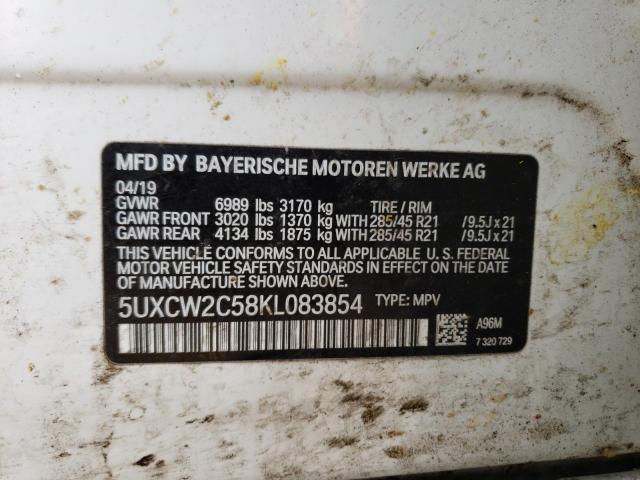 MFD BY BAYERISCHE MOTOREN WERKE AG
04/19
GVWR 6989 lbs 3170 kg TIRE / RIM
GAWR FRONT 3020 lbs 1370 kg WITH 285/45 R21 /9.5J x 21
GAWR REAR 4134 lbs 1875 kg WITH 285/45 R21 /9.5J x 21
THIS VEHICLE CONFORMS TO ALL APPLICABLE U. S. FEDERAL
MOTOR VEHICLE SAFETY STANDARDS IN EFFECT ON THE DATE
OF MANUFACTURE SHOWN ABOVE.
5UXCW2C58KL083854 TYPE: MPV
A96M
7 320 729